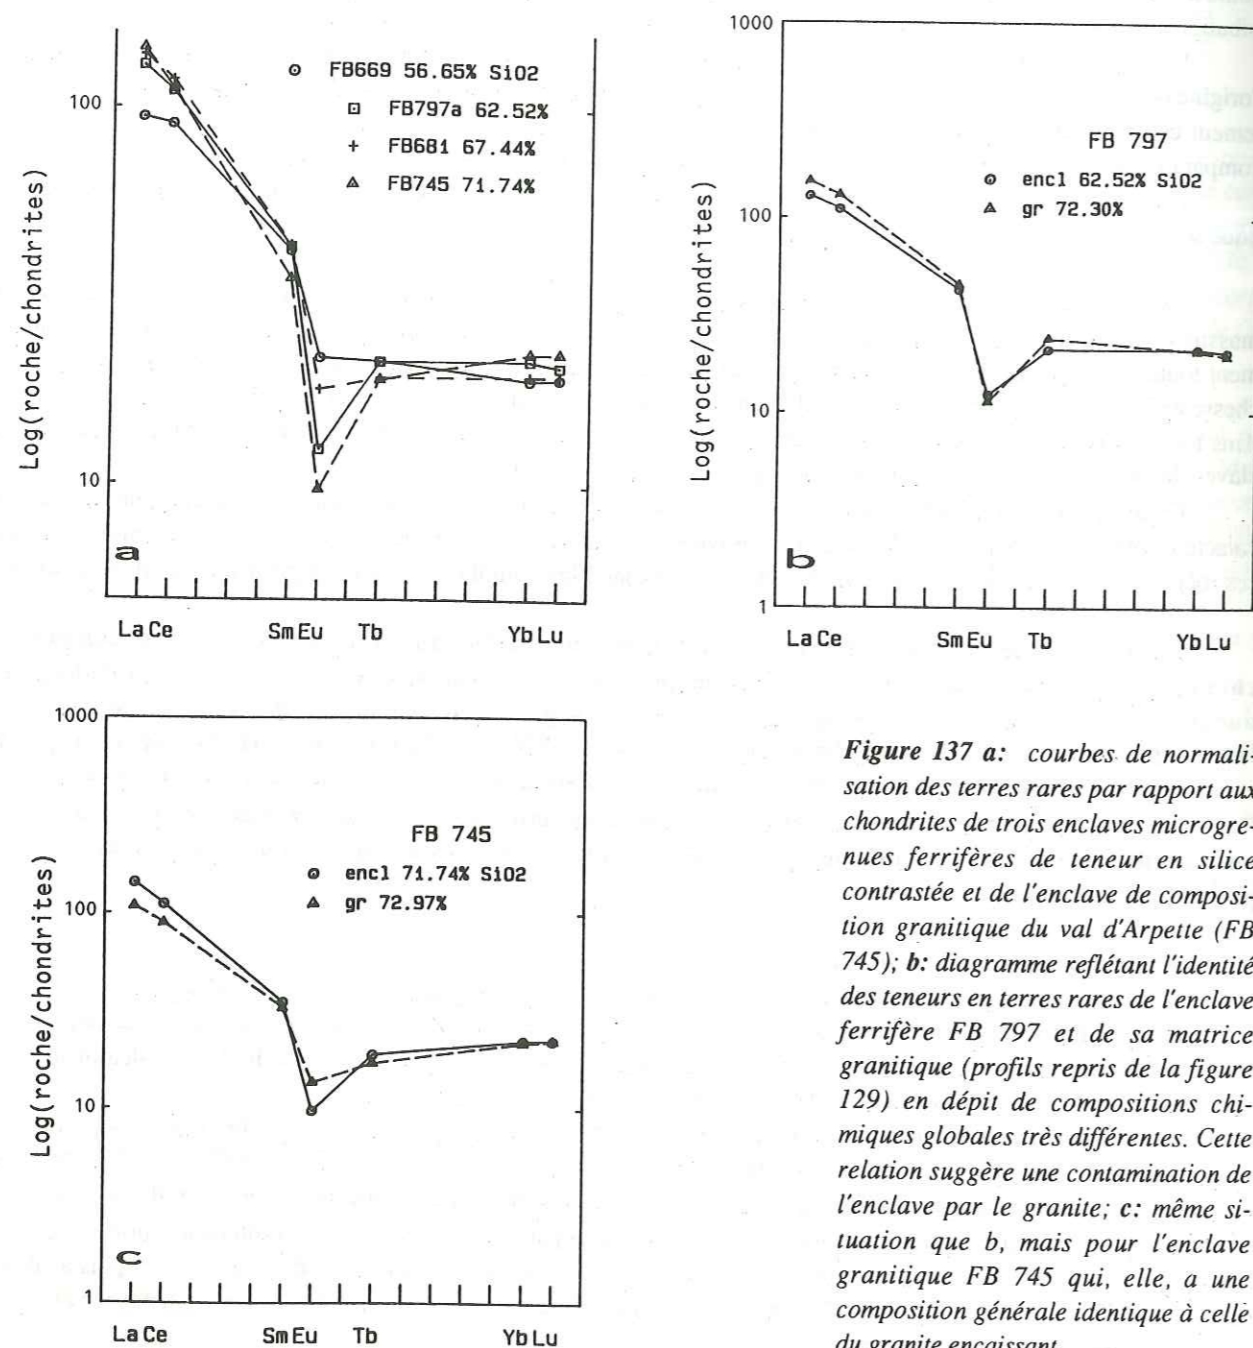 FB669 56.65% SiO2
FB797a 62.52%
FB681 67.44%
FB745 71.74%
100
10
Log(roche/chondrites)
a
La Ce Sm Eu Tb Yb Lu
1000
100
10
1
Log(roche/chondrites)
FB 797
encl 62.52% SiO2
gr 72.30%
b
La Ce Sm Eu Tb Yb Lu
1000
100
10
1
Log(roche/chondrites)
FB 745
encl 71.74% SiO2
gr 72.97%
c
La Ce Sm Eu Tb Yb Lu
Figure 137 a: courbes de normali-
sation des terres rares par rapport aux
chondrites de trois enclaves microgre-
nues ferrifères de teneur en silice
contrastée et de l'enclave de composi-
tion granitique du val d'Arpette (FB
745); b: diagramme reflétant l'identité
des teneurs en terres rares de l'enclave
ferrifère FB 797 et de sa matrice
granitique (profils repris de la figure
129) en dépit de compositions chi-
miques globales très différentes. Cette
relation suggère une contamination de
l'enclave par le granite; c: même si-
tuation que b, mais pour l'enclave
granitique FB 745 qui, elle, a une
composition générale identique à celle
du granite encaissant